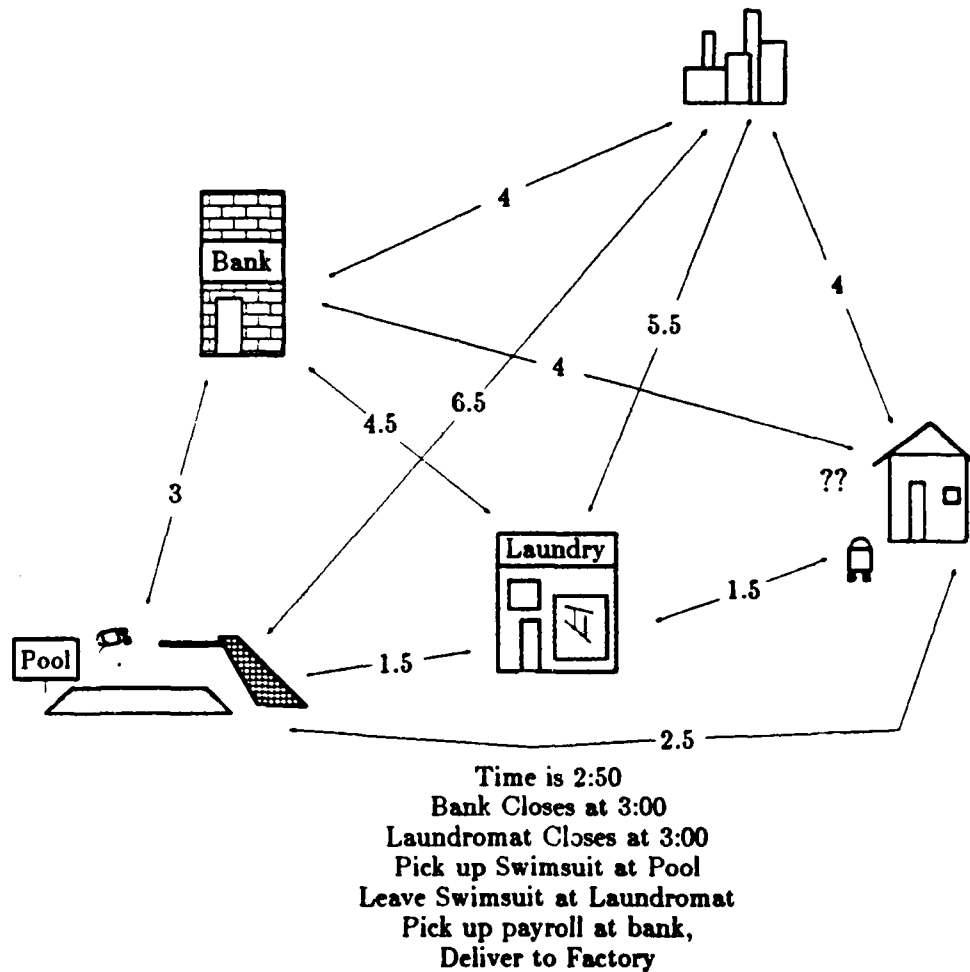 4
Bank
4
5.5
4
6.5
4.5
??
3
Laundry
1.5
Pool
1.5
2.5
Time is 2:50
Bank Closes at 3:00
Laundromat Closes at 3:00
Pick up Swimsuit at Pool
Leave Swimsuit at Laundromat
Pick up payroll at bank,
Deliver to Factory